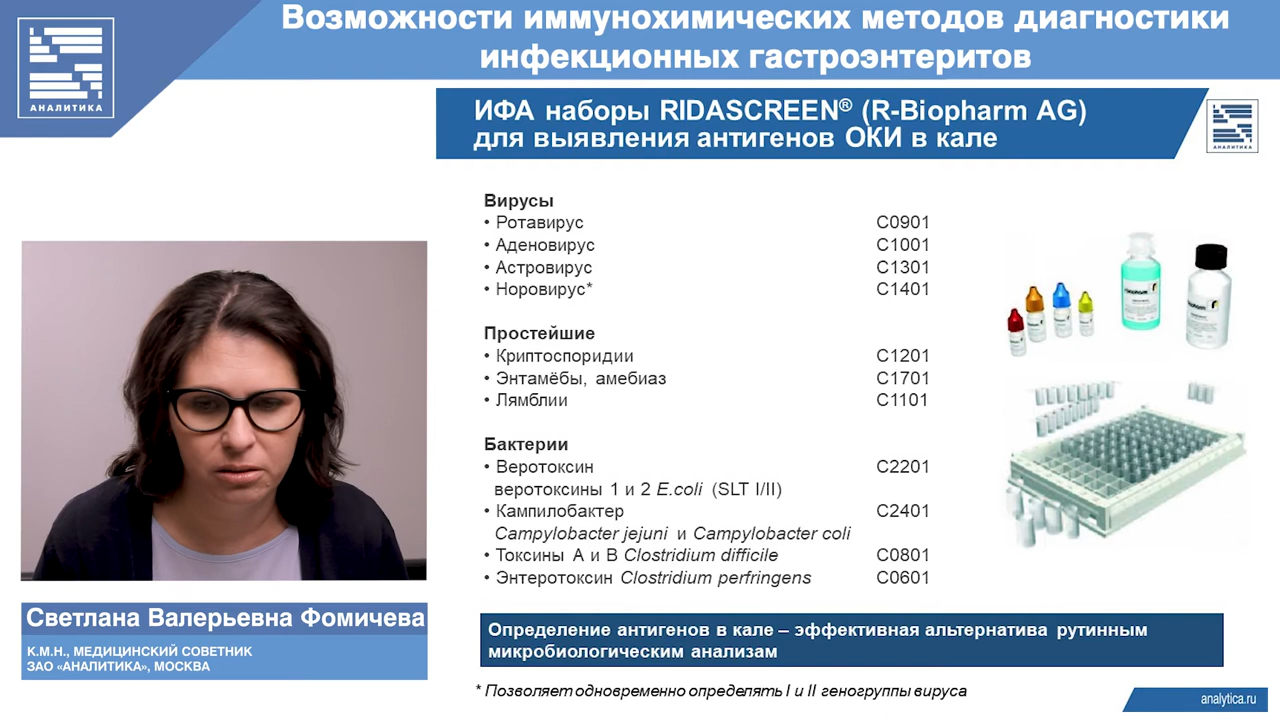 Возможности иммунохимических методов диагностики
инфекционных гастроэнтеритов
АНАЛИТИКА
ИФА наборы RIDASCREEN® (R-Biopharm AG)
для выявления антигенов ОКИ в кале
АНАЛИТИКА
Вирусы
• Ротавирус C0901
• Аденовирус C1001
• Астровирус C1301
• Норовирус* C1401
Простейшие
• Криптоспоридии C1201
• Энтамёбы, амебиаз C1701
• Лямблии C1101
Бактерии
• Веротоксин C2201
веротоксины 1 и 2 E.coli (SLT I/II)
• Кампилобактер C2401
Campylobacter jejuni и Campylobacter coli
• Токсины А и В Clostridium difficile C0801
• Энтеротоксин Clostridium perfringens C0601
Светлана Валерьевна Фомичева
К.М.Н., МЕДИЦИНСКИЙ СОВЕТНИК
ЗАО «АНАЛИТИКА», МОСКВА
Определение антигенов в кале – эффективная альтернатива рутинным
микробиологическим анализам
* Позволяет одновременно определять I и II геногруппы вируса
analytica.ru